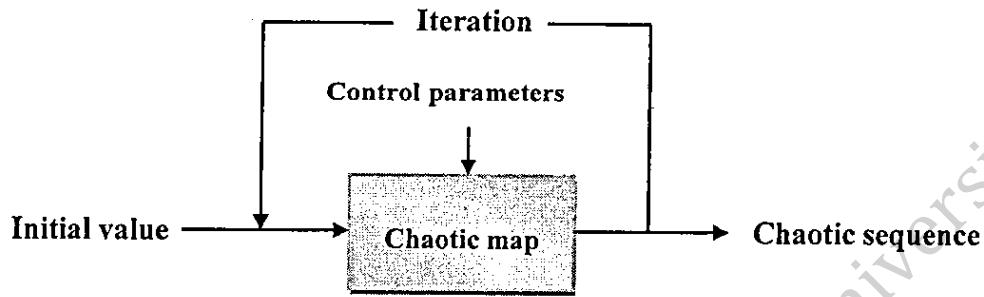 Iteration
Control parameters
Initial value
Chaotic map
Chaotic sequence